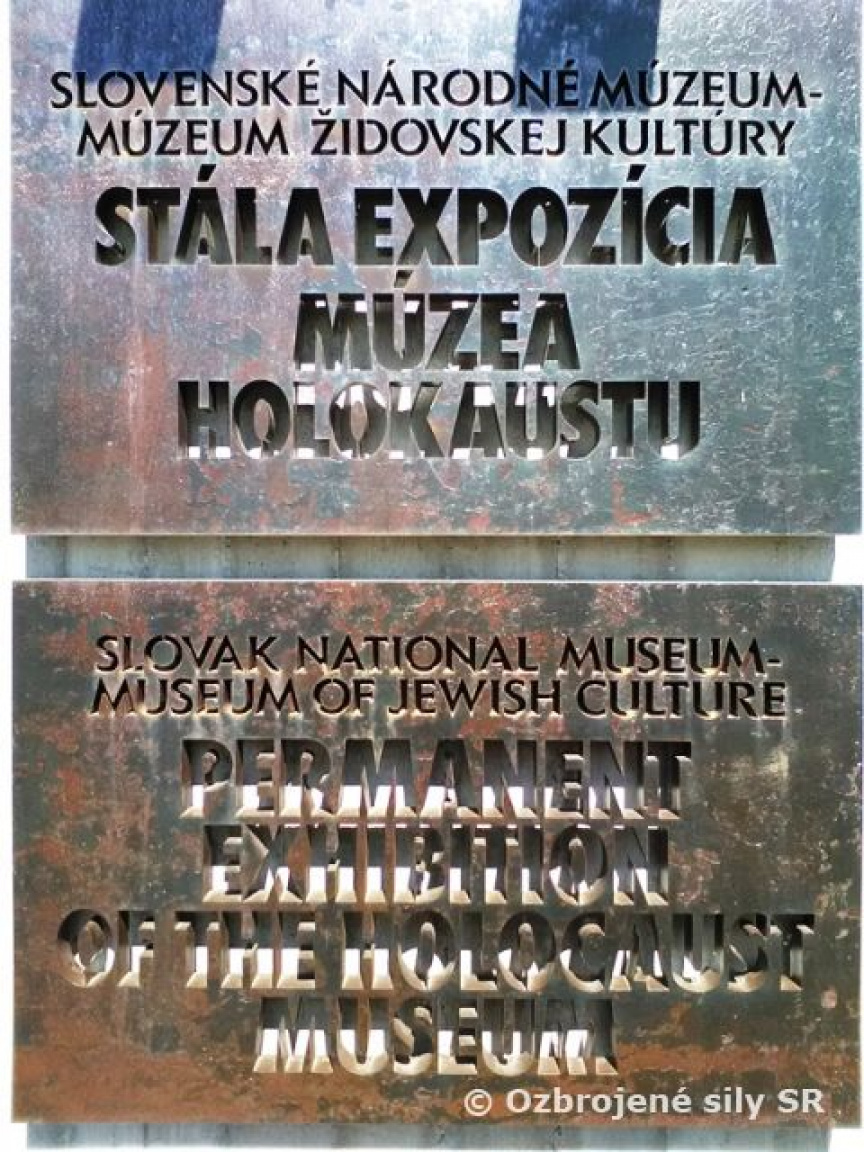 SLOVENSKÉ NÁRODNÉ MÚZEUM-
MÚZEUM ŽIDOVSKEJ KULTÚRY
STÁLA EXPOZÍCIA
MÚZEA
HOLOKAUSTU
SLOVAK NATIONAL MUSEUM-
MUSEUM OF JEWISH CULTURE
PERMANENT
EXHIBITION
OF THE HOLOCAUST
MUSEUM
© Ozbrojené sily SR